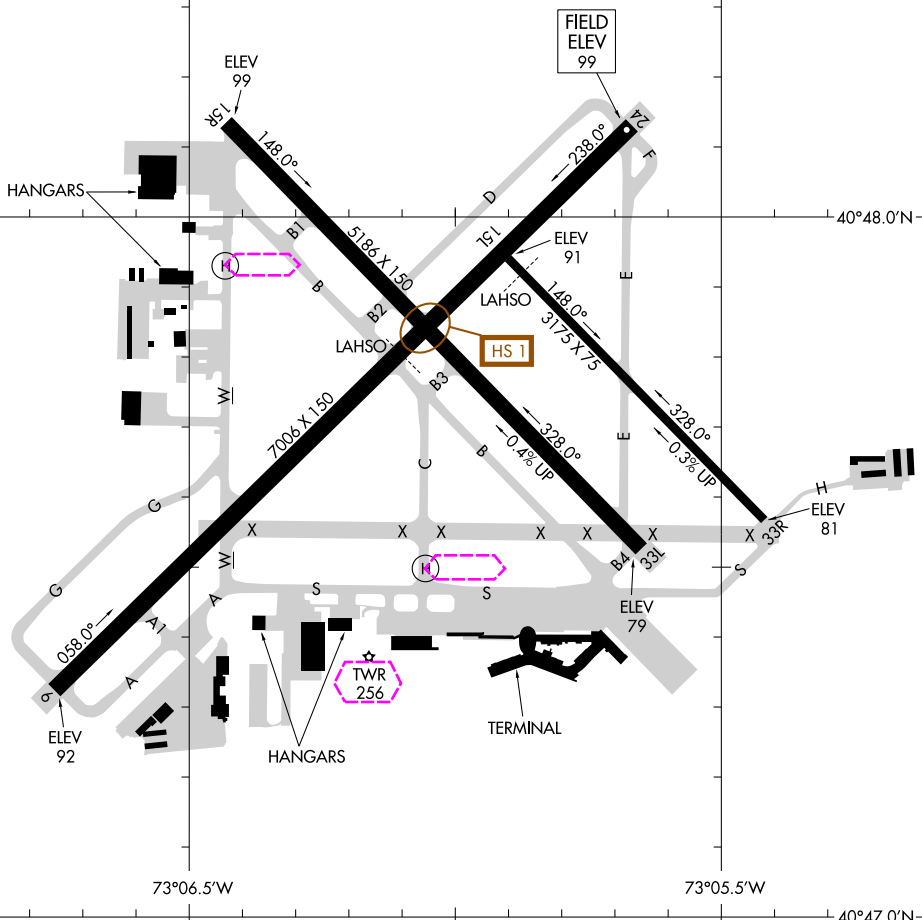 FIELD
ELEV
99
ELEV
99
15R
24
148.0°
238.0°
F
HANGARS
D
40°48.0'N
B1
15L
5186 X 150
ELEV
91
K
B
E
LAHSO
148.0°
B2
3175 X 75
LAHSO
HS 1
B3
W
7006 X 150
328.0°
328.0°
E
C
B
0.4% UP
0.3% UP
H
G
ELEV
81
X
X
X
X
X
X
X
33R
W
K
B4
33L
S
G
A
S
S
ELEV
79
A1
058.0°
A
6
TWR
256
TERMINAL
ELEV
92
HANGARS
73°06.5'W
73°05.5'W
40°47.0'N